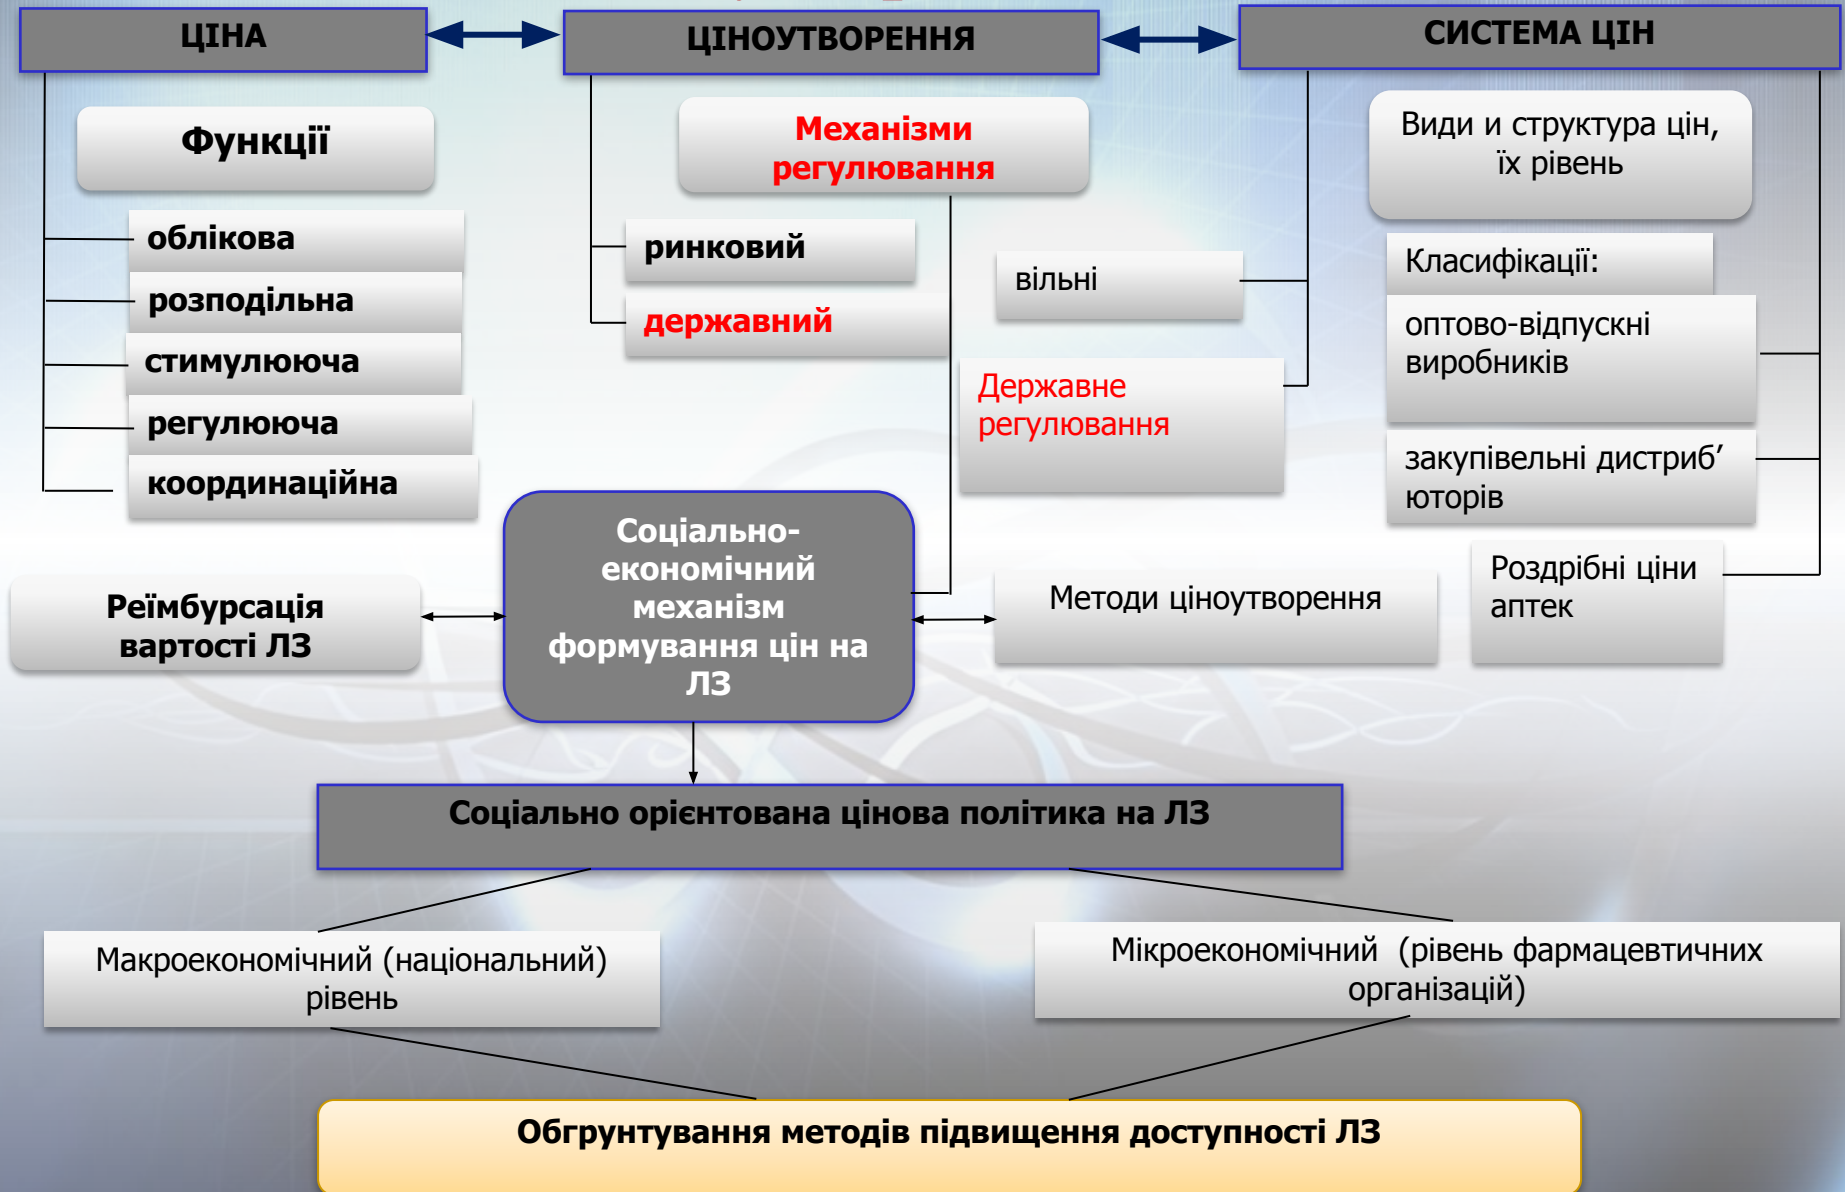 ЦІНА
ЦІНОУТВОРЕННЯ
СИСТЕМА ЦІН
Функції
облікова
розподільна
стимулююча
регулююча
координаційна
Механізми
регулювання
ринковий
державний
Види и структура цін,
їх рівень
вільні
Державне
регулювання
Класифікації:
оптово-відпускні
виробників
закупівельні дистриб’
юторів
Роздрібні ціни
аптек
Реїмбурсація
вартості ЛЗ
Соціально-
економічний
механізм
формування цін на
ЛЗ
Методи ціноутворення
Соціально орієнтована цінова політика на ЛЗ
Макроекономічний (національний)
рівень
Мікроекономічний (рівень фармацевтичних
організацій)
Обгрунтування методів підвищення доступності ЛЗ